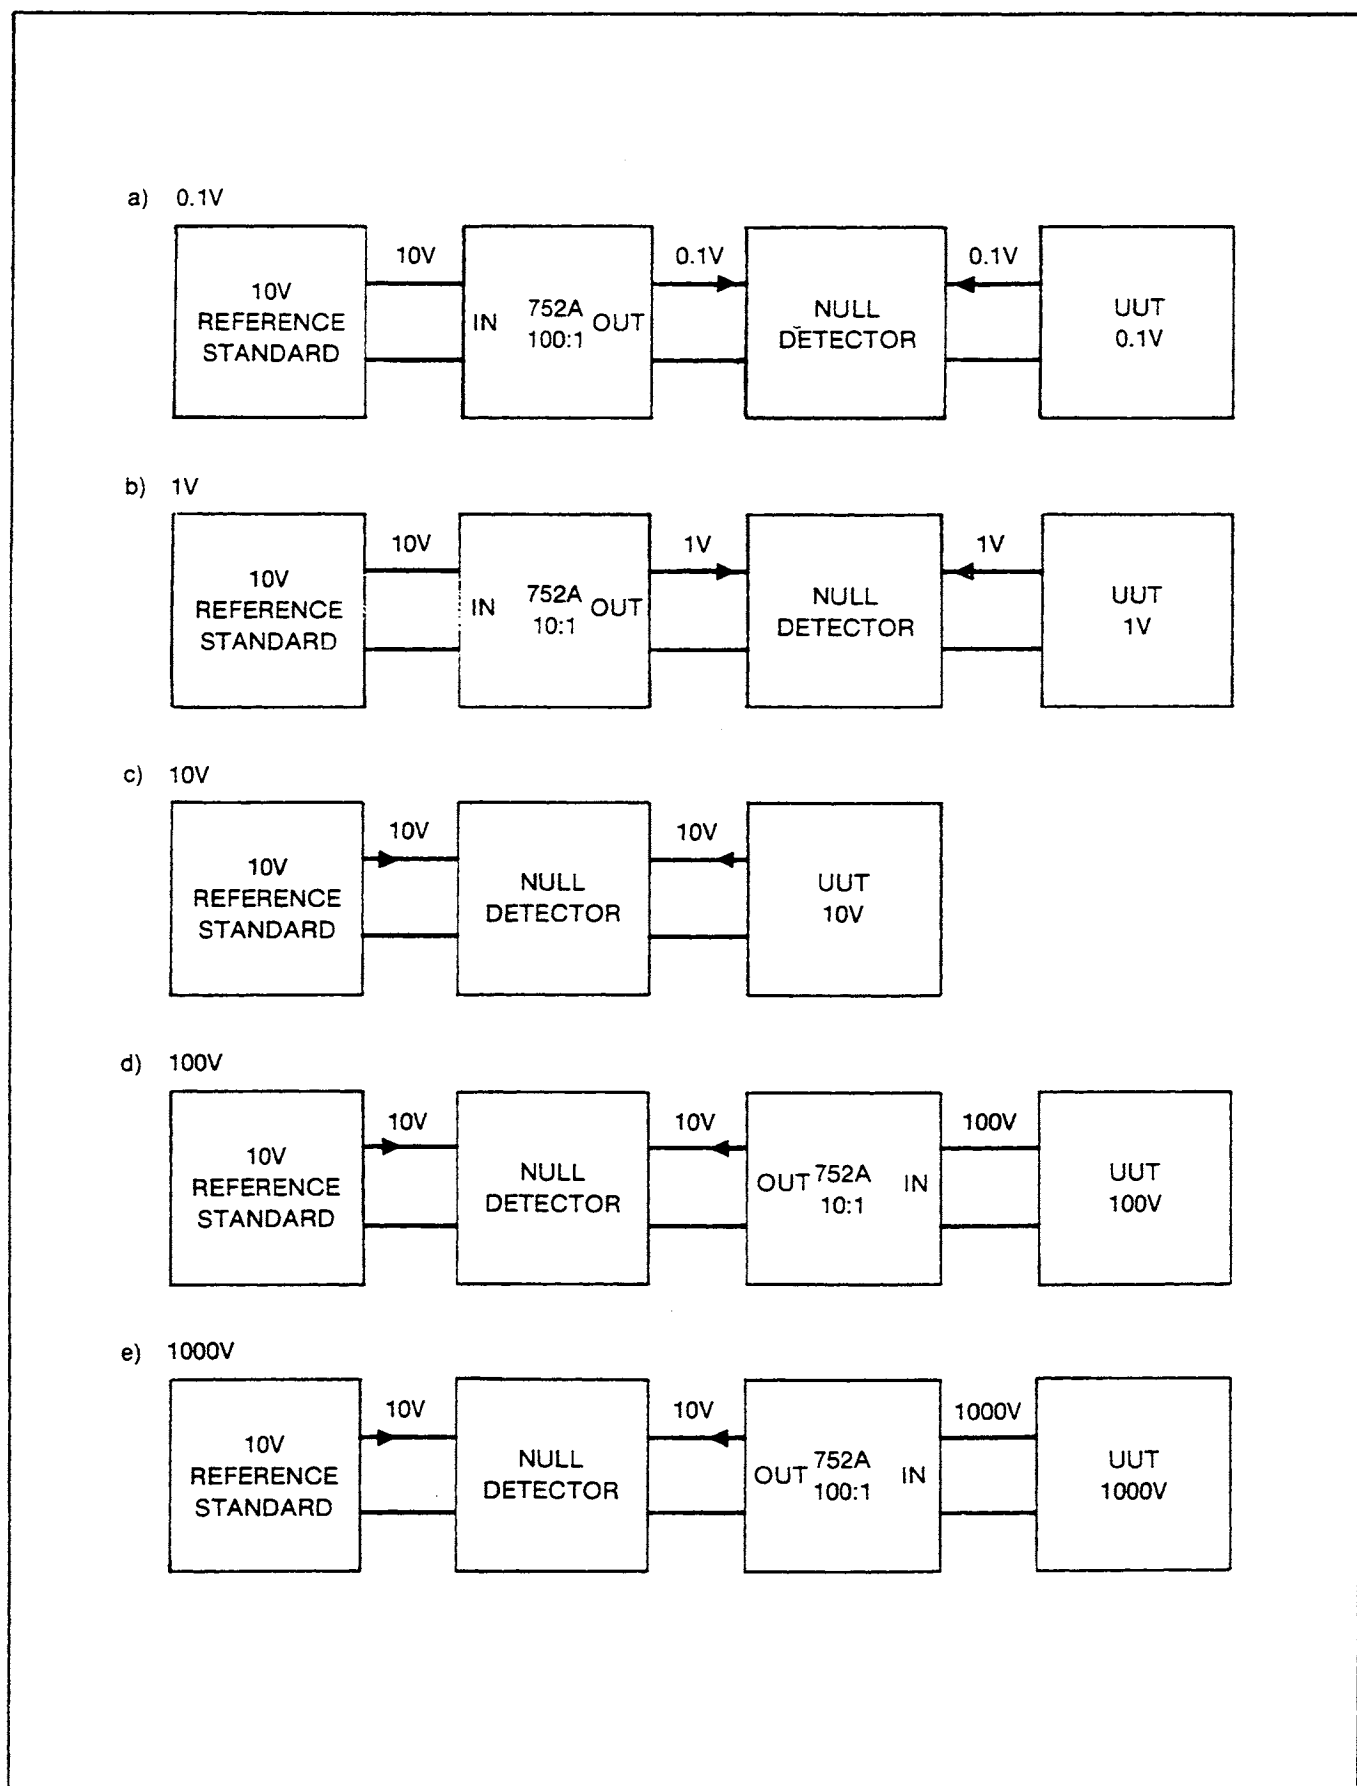 a) 0.1V
10V
REFERENCE
STANDARD
10V
IN 752A OUT
100:1
0.1V
NULL
DETECTOR
0.1V
UUT
0.1V
b) 1V
10V
REFERENCE
STANDARD
10V
IN 752A OUT
10:1
1V
NULL
DETECTOR
1V
UUT
1V
c) 10V
10V
REFERENCE
STANDARD
10V
NULL
DETECTOR
10V
UUT
10V
d) 100V
10V
REFERENCE
STANDARD
10V
NULL
DETECTOR
10V
OUT 752A IN
10:1
100V
UUT
100V
e) 1000V
10V
REFERENCE
STANDARD
10V
NULL
DETECTOR
10V
OUT 752A IN
100:1
1000V
UUT
1000V